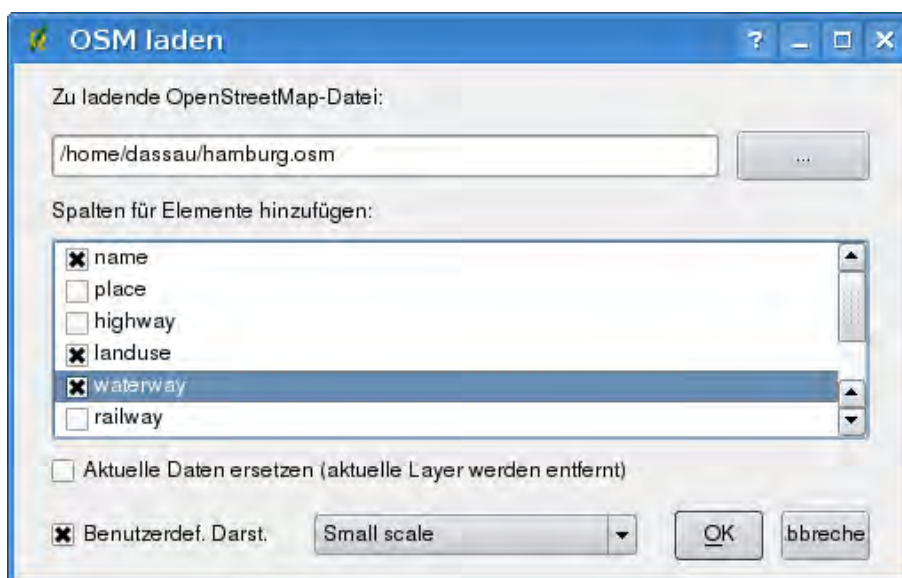 OSM laden
Zu ladende OpenStreetMap-Datei:
/home/dassau/hamburg.osm
...
Spalten für Elemente hinzufügen:
name
place
highway
landuse
waterway
railway
Aktuelle Daten ersetzen (aktuelle Layer werden entfernt)
Benutzerdef. Darst.
Small scale
OK
bbreche